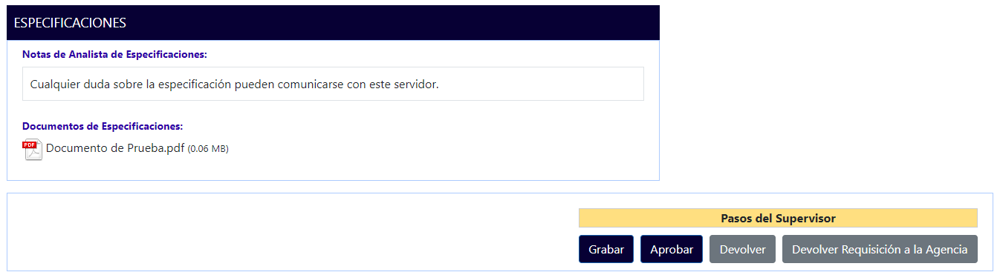 ESPECIFICACIONES
Notas de Analista de Especificaciones:
Cualquier duda sobre la especificación pueden comunicarse con este servidor.
Documentos de Especificaciones:
PDF Documento de Prueba.pdf (0.06 MB)
Pasos del Supervisor
Grabar Aprobar Devolver Devolver Requisición a la Agencia